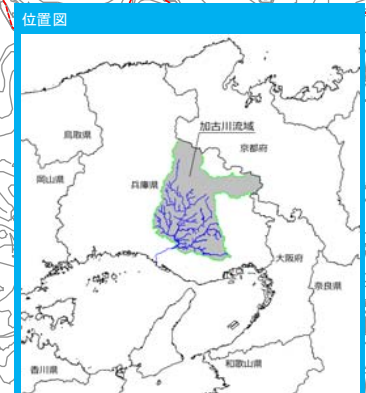 位置図
加古川流域
鳥取県
京都府
岡山県
兵庫県
大阪府
奈良県
香川県
和歌山県